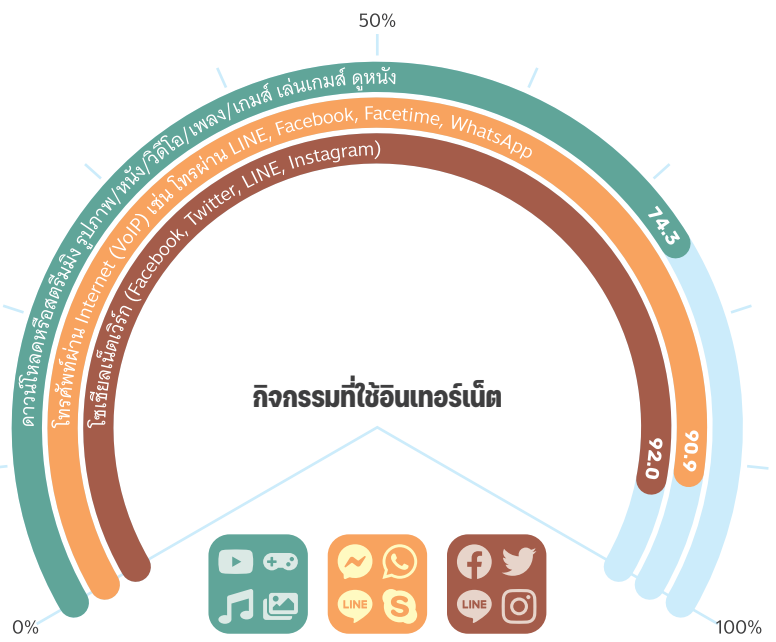 50%
ดาวน์โหลดหรือสตรีมมิง รูปภาพ/หนัง/วิดีโอ/เพลง/เกมส์ เล่นเกมส์ ดูหนัง
74.3
โทรศัพท์ผ่าน Internet (VoIP) เช่น โทรผ่าน LINE, Facebook, Facetime, WhatsApp
90.9
โซเชียลเน็ตเวิร์ก (Facebook, Twitter, LINE, Instagram)
92.0
กิจกรรมที่ใช้อินเทอร์เน็ต
LINE
LINE
0%
100%